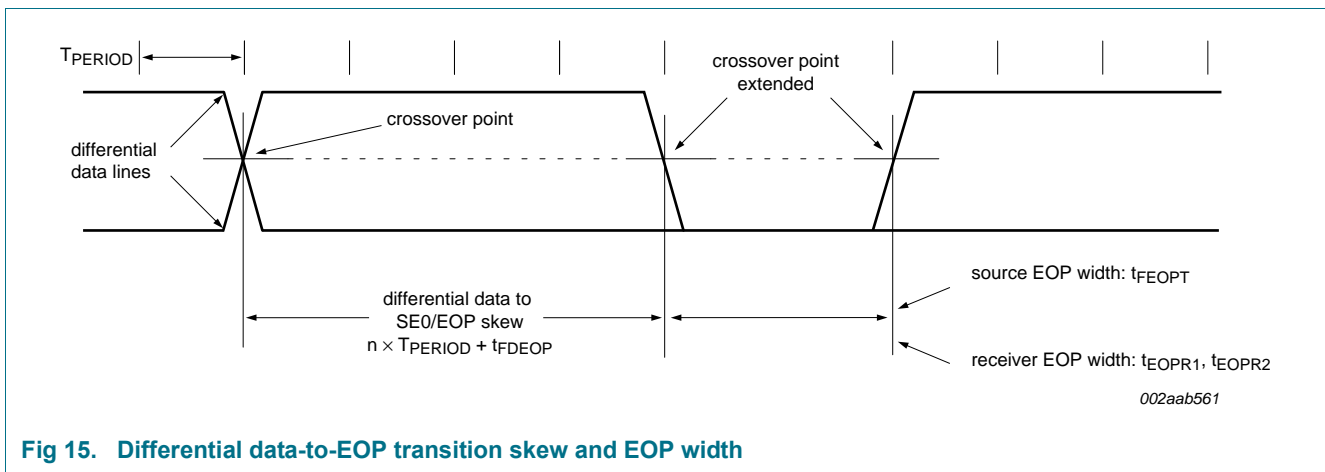 TPERIOD
crossover point
extended
crossover point
differential
data lines
differential data to
SE0/EOP skew
n × TPERIOD + tFDEOP
source EOP width: tFEOPT
receiver EOP width: tEOPR1, tEOPR2
002aab561
Fig 15. Differential data-to-EOP transition skew and EOP width